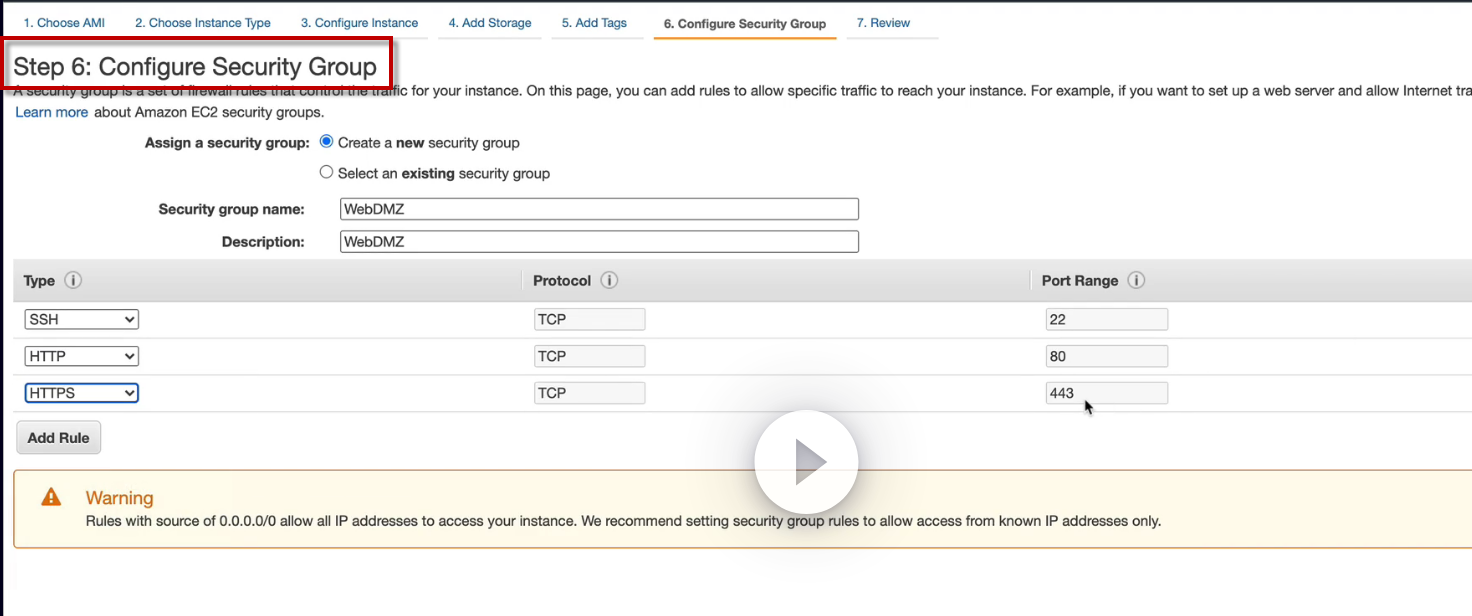 1. Choose AMI 2. Choose Instance Type 3. Configure Instance 4. Add Storage 5. Add Tags 6. Configure Security Group 7. Review
Step 6: Configure Security Group
A security group is a set of firewall rules that control the traffic for your instance. On this page, you can add rules to allow specific traffic to reach your instance. For example, if you want to set up a web server and allow Internet tra
Learn more about Amazon EC2 security groups.
Assign a security group: Create a new security group
Select an existing security group
Security group name: WebDMZ
Description: WebDMZ
Type i Protocol i Port Range i
SSH TCP 22
HTTP TCP 80
HTTPS TCP 443
Add Rule
Warning
Rules with source of 0.0.0.0/0 allow all IP addresses to access your instance. We recommend setting security group rules to allow access from known IP addresses only.